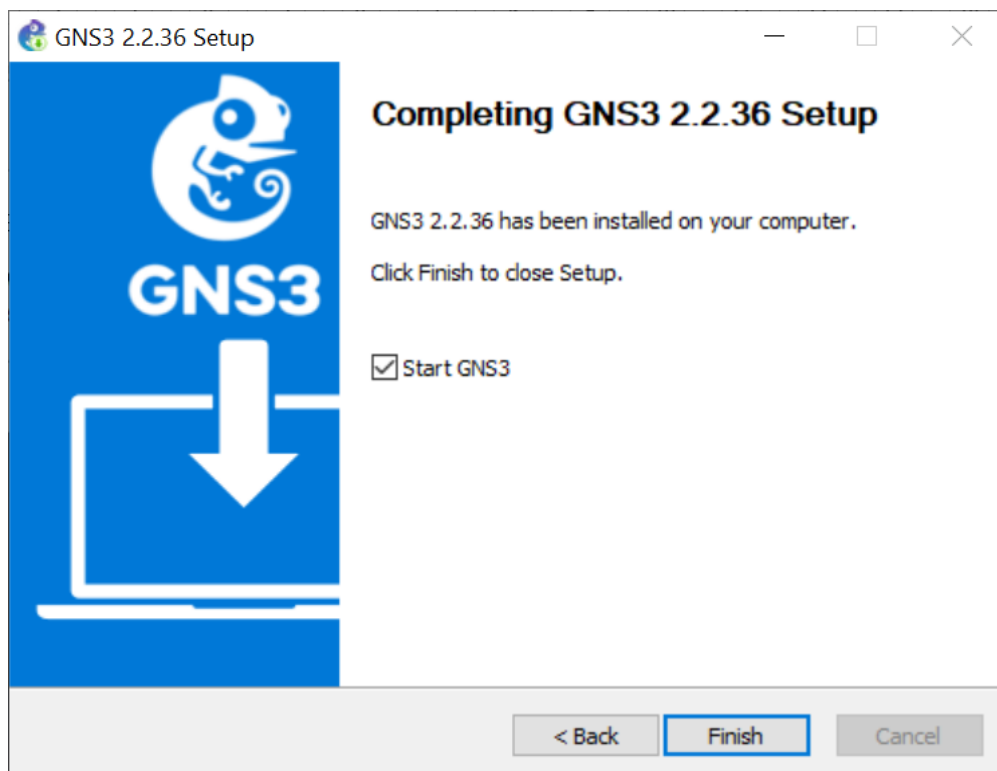 GNS3 2.2.36 Setup
Completing GNS3 2.2.36 Setup
GNS3 2.2.36 has been installed on your computer.
Click Finish to close Setup.
GNS3
Start GNS3
< Back
Finish
Cancel